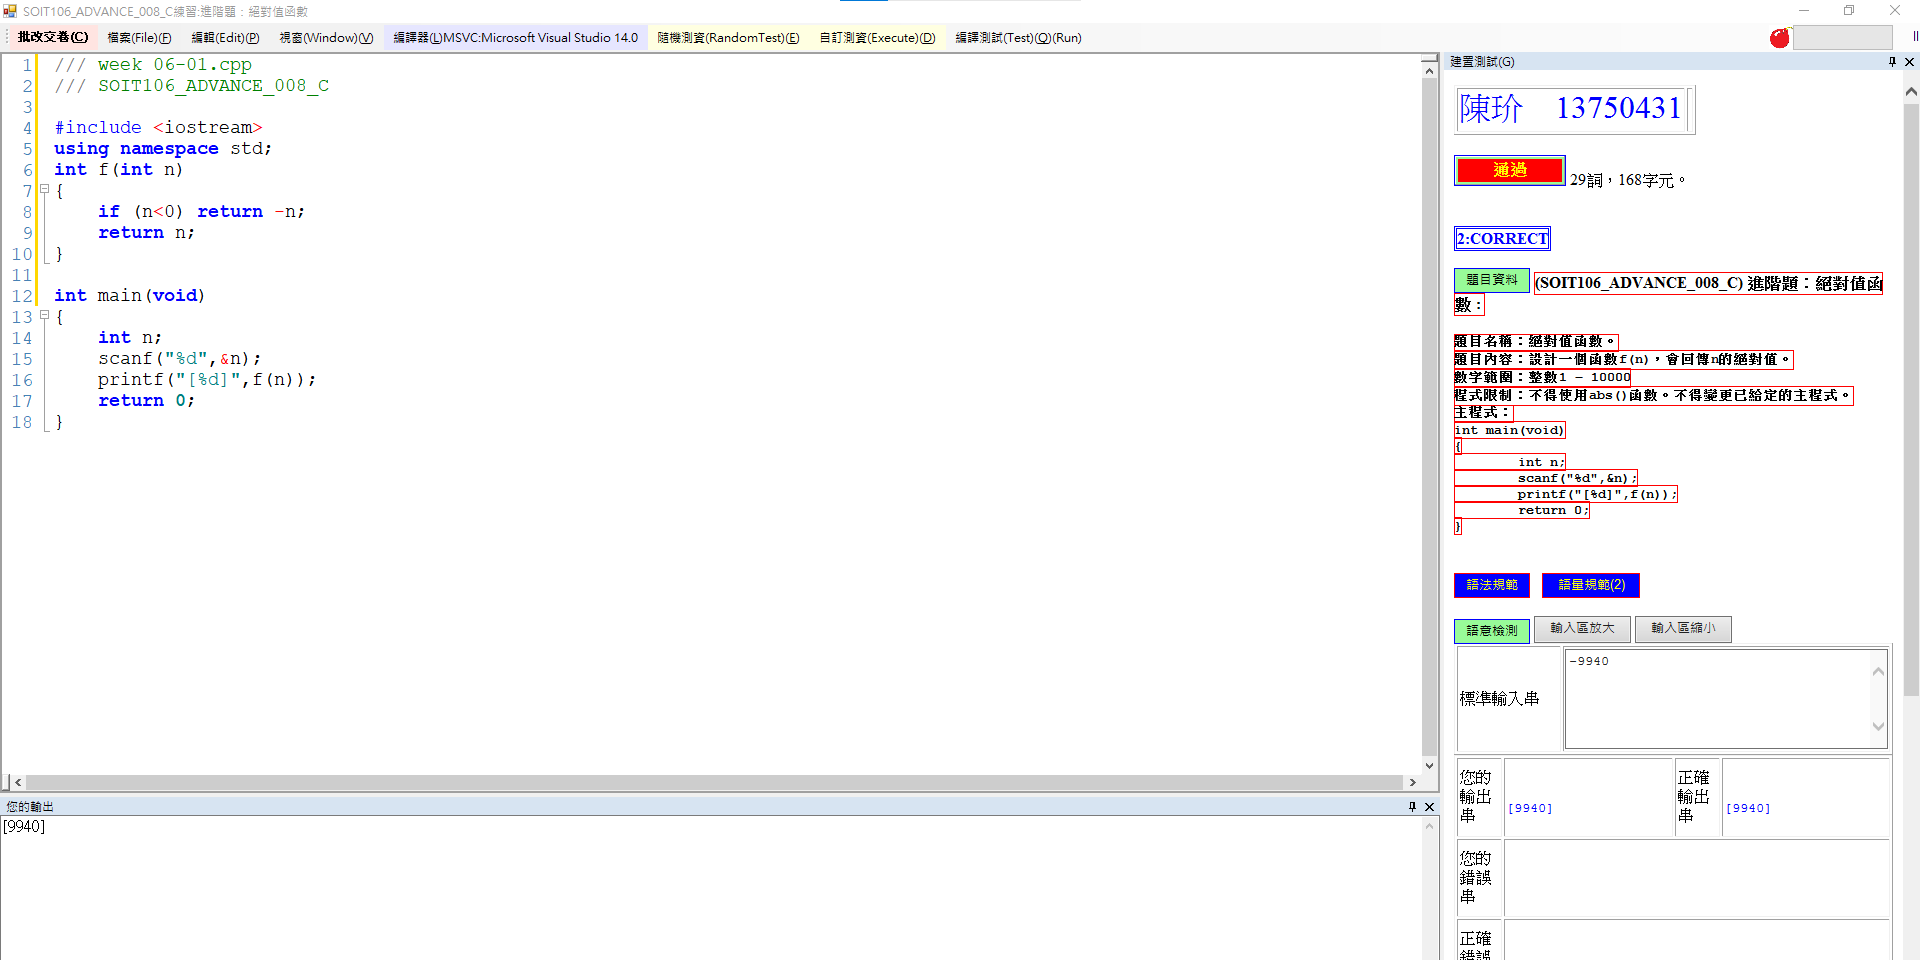 SOIT106_ADVANCE_008_C練習:進階題：絕對值函數
批改交卷(C) 檔案(File)(F) 編輯(Edit)(P) 視窗(Window)(V) 編譯器(L)MSVC:Microsoft Visual Studio 14.0 隨機測資(RandomTest)(E) 自訂測資(Execute)(D) 編譯測試(Test)(Q)(Run)
1 /// week 06-01.cpp
2 /// SOIT106_ADVANCE_008_C
3
4 #include <iostream>
5 using namespace std;
6 int f(int n)
7 {
8     if (n<0) return -n;
9     return n;
10 }
11
12 int main(void)
13 {
14     int n;
15     scanf("%d",&n);
16     printf("[%d]",f(n));
17     return 0;
18 }
您的輸出
[9940]
建置測試(G)
陳玠 13750431
通過 29詞，168字元。
2:CORRECT
題目資料 (SOIT106_ADVANCE_008_C) 進階題：絕對值函
數：
題目名稱：絕對值函數。
題目內容：設計一個函數f(n)，會回傳n的絕對值。
數字範圍：整數1 - 10000
程式限制：不得使用abs()函數。不得變更已給定的主程式。
主程式：
int main(void)
{
        int n;
        scanf("%d",&n);
        printf("[%d]",f(n));
        return 0;
}
語法規範 語量規範(2)
語意檢測 輸入區放大 輸入區縮小
標準輸入串 -9940
您的輸出串 [9940] 正確輸出串 [9940]
您的錯誤串
正確錯誤